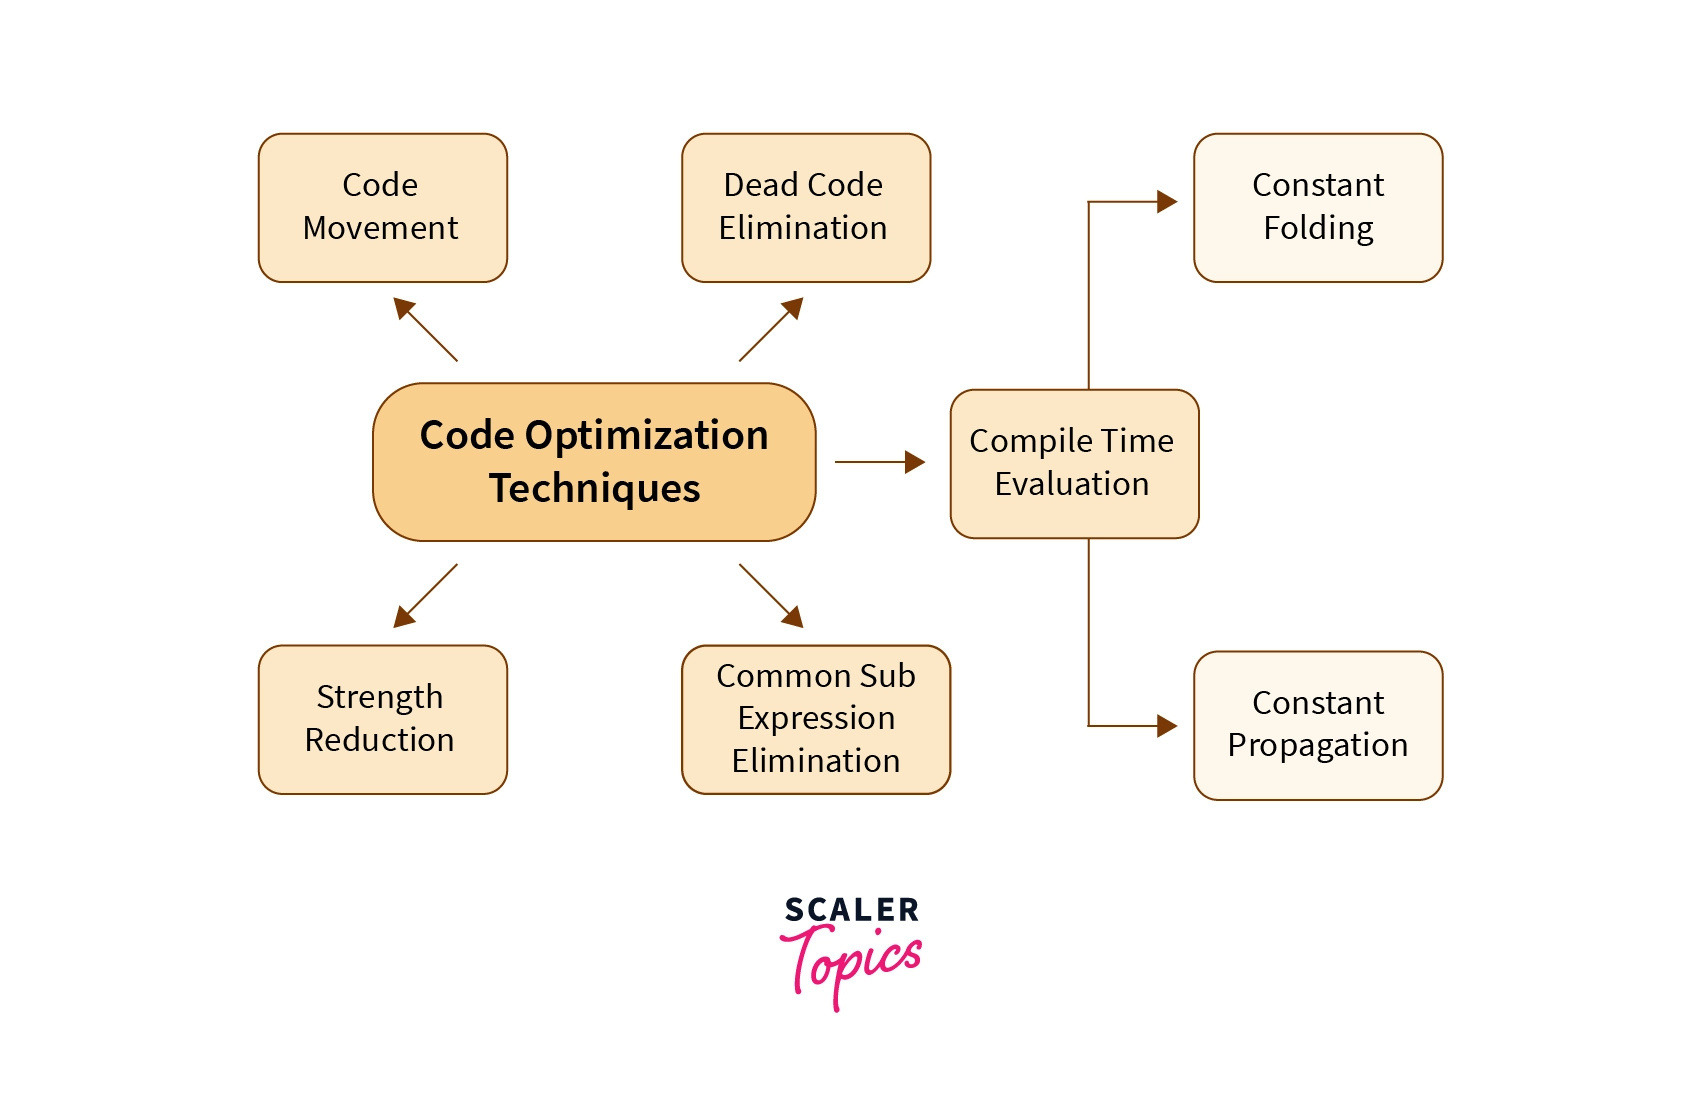 Code
Movement
Dead Code
Elimination
Constant
Folding
Code Optimization
Techniques
Compile Time
Evaluation
Strength
Reduction
Common Sub
Expression
Elimination
Constant
Propagation
SCALER
Topics